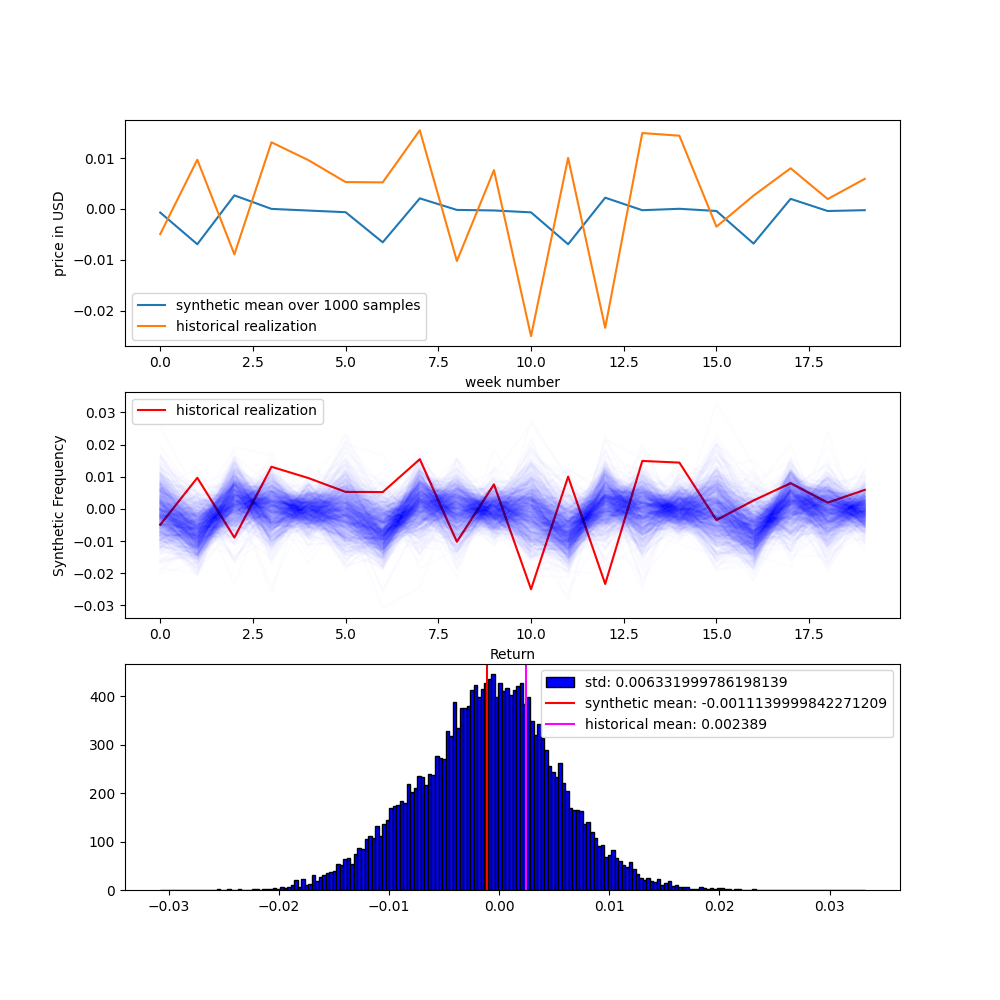 0.01
0.00
−0.01
−0.02
price in USD
synthetic mean over 1000 samples
historical realization
0.0 2.5 5.0 7.5 10.0 12.5 15.0 17.5
week number
0.03
0.02
0.01
0.00
−0.01
−0.02
−0.03
Synthetic Frequency
historical realization
0.0 2.5 5.0 7.5 10.0 12.5 15.0 17.5
Return
400
300
200
100
0
std: 0.006331999786198139
synthetic mean: -0.0011139999842271209
historical mean: 0.002389
−0.03 −0.02 −0.01 0.00 0.01 0.02 0.03